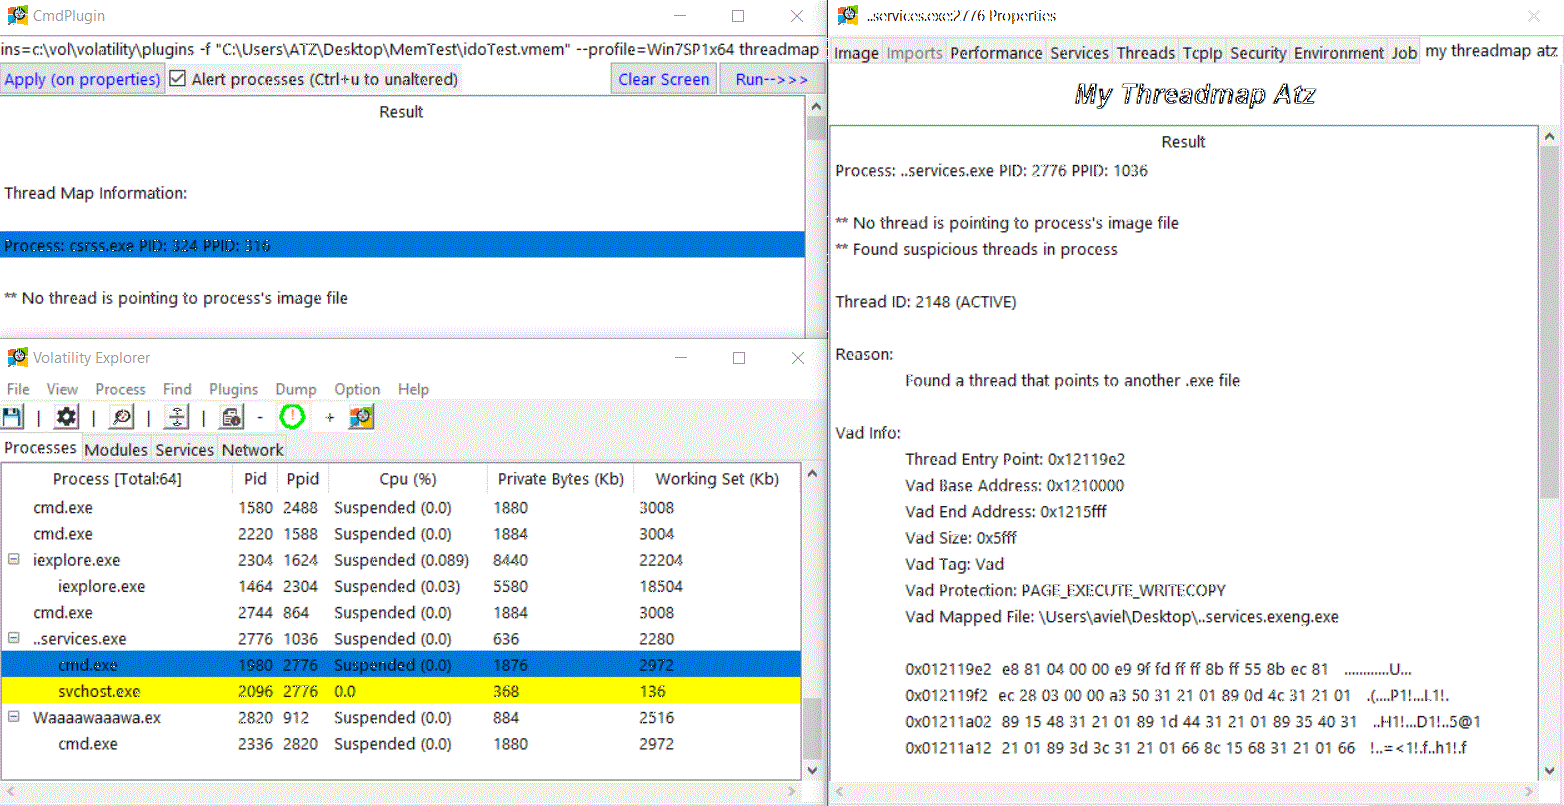 CmdPlugin
ins=c:\vol\volatility\plugins -f "C:\Users\ATZ\Desktop\MemTest\idoTest.vmem" --profile=Win7SP1x64 threadmap
Apply (on properties) Alert processes (Ctrl+u to unaltered) Clear Screen Run-->>>
Result
Thread Map Information:
Process: csrss.exe PID: 324 PPID: 316
** No thread is pointing to process's image file
Volatility Explorer
File View Process Find Plugins Dump Option Help
| | | | - +
Processes Modules Services Network
Process [Total:64] Pid Ppid Cpu (%) Private Bytes (Kb) Working Set (Kb)
cmd.exe 1580 2488 Suspended (0.0) 1880 3008
cmd.exe 2220 1588 Suspended (0.0) 1884 3004
iexplore.exe 2304 1624 Suspended (0.089) 8440 22204
iexplore.exe 1464 2304 Suspended (0.03) 5580 18504
cmd.exe 2744 864 Suspended (0.0) 1884 3008
..services.exe 2776 1036 Suspended (0.0) 636 2280
cmd.exe 1980 2776 Suspended (0.0) 1876 2972
svchost.exe 2096 2776 0.0 368 136
Waaaawaaawa.ex 2820 912 Suspended (0.0) 884 2516
cmd.exe 2336 2820 Suspended (0.0) 1880 2972
..services.exe:2776 Properties
Image Imports Performance Services Threads TcpIp Security Environment Job my threadmap atz
My Threadmap Atz
Result
Process: ..services.exe PID: 2776 PPID: 1036
** No thread is pointing to process's image file
** Found suspicious threads in process
Thread ID: 2148 (ACTIVE)
Reason:
Found a thread that points to another .exe file
Vad Info:
Thread Entry Point: 0x12119e2
Vad Base Address: 0x1210000
Vad End Address: 0x1215fff
Vad Size: 0x5fff
Vad Tag: Vad
Vad Protection: PAGE_EXECUTE_WRITECOPY
Vad Mapped File: \Users\aviel\Desktop\..services.exeng.exe
0x012119e2 e8 81 04 00 00 e9 9f fd ff ff 8b ff 55 8b ec 81 ............U...
0x012119f2 ec 28 03 00 00 a3 50 31 21 01 89 0d 4c 31 21 01 .(....P1!...L1!.
0x01211a02 89 15 48 31 21 01 89 1d 44 31 21 01 89 35 40 31 ..H1!...D1!..5@1
0x01211a12 21 01 89 3d 3c 31 21 01 66 8c 15 68 31 21 01 66 !..=<1!.f..h1!.f